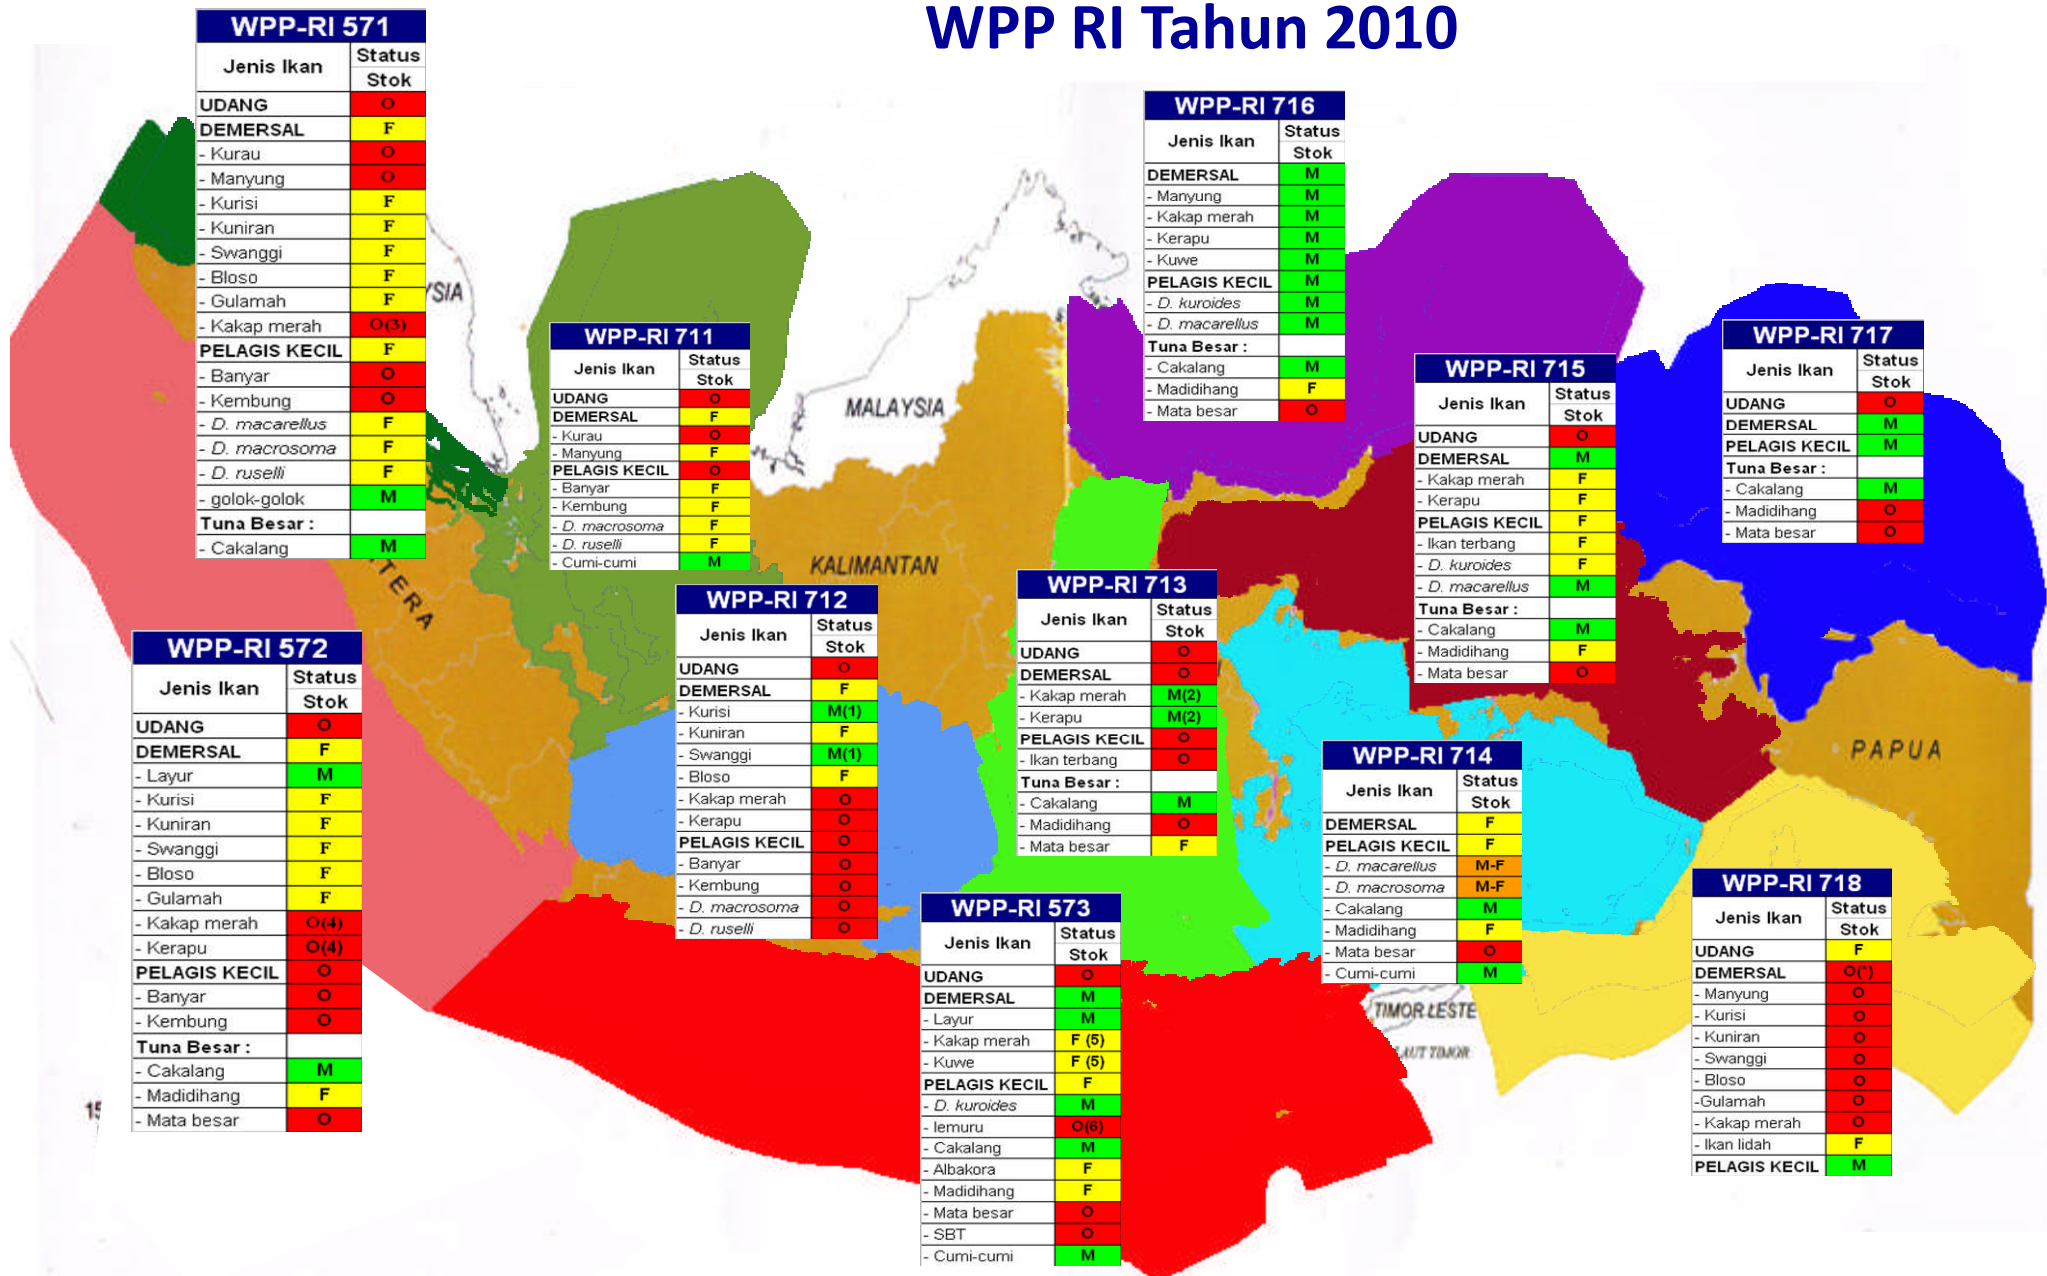 WPP RI Tahun 2010
WPP-RI 571
Jenis Ikan Status
Stok
UDANG O
DEMERSAL F
- Kurau O
- Manyung O
- Kurisi F
- Kuniran F
- Swanggi F
- Bloso F
- Gulamah F
- Kakap merah O(3)
PELAGIS KECIL F
- Banyar O
- Kembung O
- D. macarellus F
- D. macrosoma F
- D. ruselli F
- golok-golok M
Tuna Besar :
- Cakalang M
WPP-RI 716
Jenis Ikan Status
Stok
DEMERSAL M
- Manyung M
- Kakap merah M
- Kerapu M
- Kuwe M
PELAGIS KECIL M
- D. kuroides M
- D. macarellus M
Tuna Besar :
- Cakalang M
- Madidihang F
- Mata besar O
YSIA
WPP-RI 711
Jenis Ikan Status
Stok
UDANG O
DEMERSAL F
- Kurau O
- Manyung F
PELAGIS KECIL O
- Banyar F
- Kembung F
- D. macrosoma F
- D. ruselli F
- Cumi-cumi M
MALAYSIA
WPP-RI 715
Jenis Ikan Status
Stok
UDANG O
DEMERSAL M
- Kakap merah F
- Kerapu F
PELAGIS KECIL F
- Ikan terbang F
- D. kuroides F
- D. macarellus M
Tuna Besar :
- Cakalang M
- Madidihang F
- Mata besar O
WPP-RI 717
Jenis Ikan Status
Stok
UDANG O
DEMERSAL M
PELAGIS KECIL M
Tuna Besar :
- Cakalang M
- Madidihang O
- Mata besar O
KALIMANTAN
TERA
WPP-RI 572
Jenis Ikan Status
Stok
UDANG O
DEMERSAL F
- Layur M
- Kurisi F
- Kuniran F
- Swanggi F
- Bloso F
- Gulamah F
- Kakap merah O(4)
- Kerapu O(4)
PELAGIS KECIL O
- Banyar O
- Kembung O
Tuna Besar :
- Cakalang M
- Madidihang F
- Mata besar O
WPP-RI 712
Jenis Ikan Status
Stok
UDANG O
DEMERSAL F
- Kurisi M(1)
- Kuniran F
- Swanggi M(1)
- Bloso F
- Kakap merah O
- Kerapu O
PELAGIS KECIL O
- Banyar O
- Kembung O
- D. macrosoma O
- D. ruselli O
WPP-RI 713
Jenis Ikan Status
Stok
UDANG O
DEMERSAL O
- Kakap merah M(2)
- Kerapu M(2)
PELAGIS KECIL O
- Ikan terbang O
Tuna Besar :
- Cakalang M
- Madidihang O
- Mata besar F
WPP-RI 714
Jenis Ikan Status
Stok
DEMERSAL F
PELAGIS KECIL F
- D. macarellus M-F
- D. macrosoma M-F
- Cakalang M
- Madidihang F
- Mata besar O
- Cumi-cumi M
PAPUA
WPP-RI 573
Jenis Ikan Status
Stok
UDANG O
DEMERSAL M
- Layur M
- Kakap merah F (5)
- Kuwe F (5)
PELAGIS KECIL F
- D. kuroides M
- lemuru O(6)
- Cakalang M
- Albakora F
- Madidihang F
- Mata besar O
- SBT O
- Cumi-cumi M
TIMOR LESTE
LAUT TIMOR
WPP-RI 718
Jenis Ikan Status
Stok
UDANG F
DEMERSAL O(*)
- Manyung O
- Kurisi O
- Kuniran O
- Swanggi O
- Bloso O
-Gulamah O
- Kakap merah O
- Ikan lidah F
PELAGIS KECIL M
15